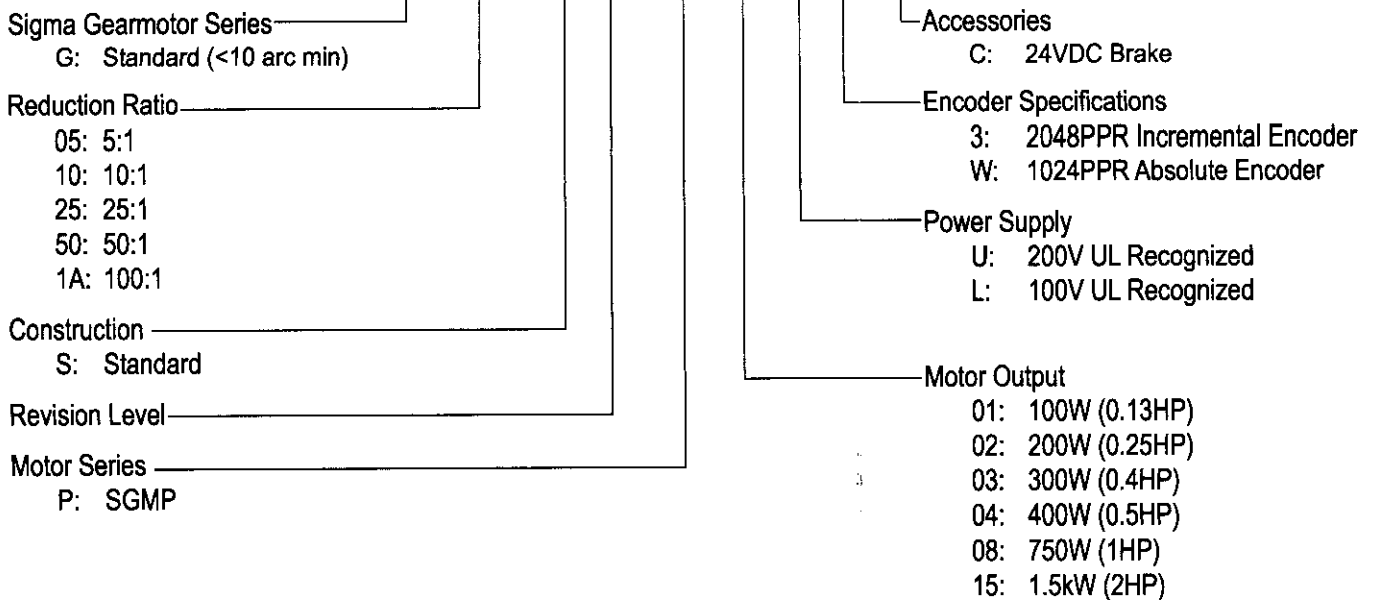 Sigma Gearmotor Series
G: Standard (<10 arc min)
Reduction Ratio
05: 5:1
10: 10:1
25: 25:1
50: 50:1
1A: 100:1
Construction
S: Standard
Revision Level
Motor Series
P: SGMP
Accessories
C: 24VDC Brake
Encoder Specifications
3: 2048PPR Incremental Encoder
W: 1024PPR Absolute Encoder
Power Supply
U: 200V UL Recognized
L: 100V UL Recognized
Motor Output
01: 100W (0.13HP)
02: 200W (0.25HP)
03: 300W (0.4HP)
04: 400W (0.5HP)
08: 750W (1HP)
15: 1.5kW (2HP)